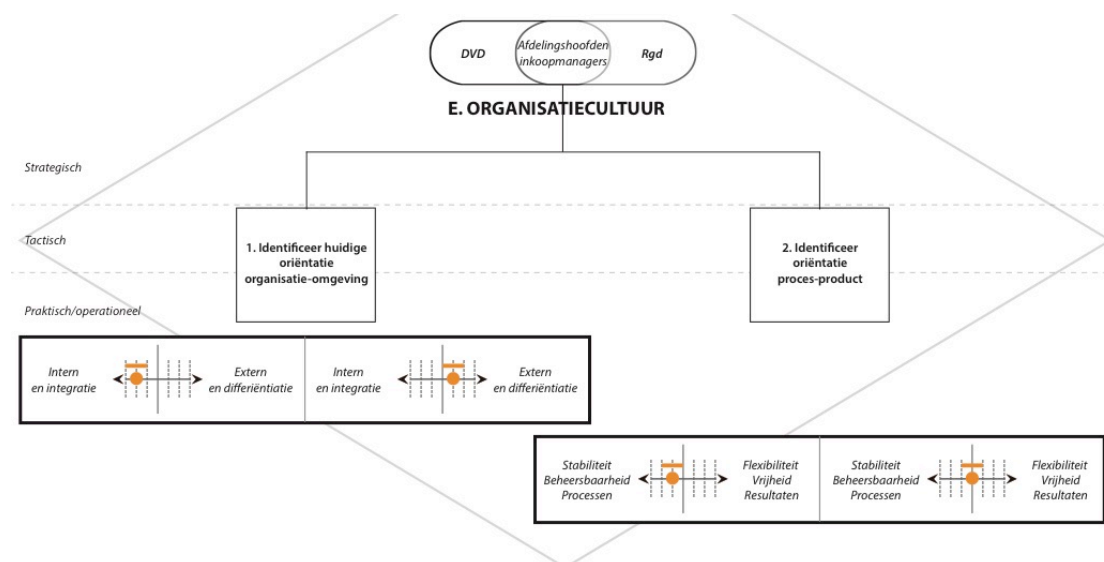 DVD
Afdelingshoofden
inkoopmanagers
Rgd
E. ORGANISATIECULTUUR
Strategisch
Tactisch
1. Identificeer huidige
oriëntatie
organisatie-omgeving
2. Identificeer
oriëntatie
proces-product
Praktisch/operationeel
Intern
en integratie
Extern
en differiëntiatie
Intern
en integratie
Extern
en differiëntiatie
Stabiliteit
Beheersbaarheid
Processen
Flexibiliteit
Vrijheid
Resultaten
Stabiliteit
Beheersbaarheid
Processen
Flexibiliteit
Vrijheid
Resultaten